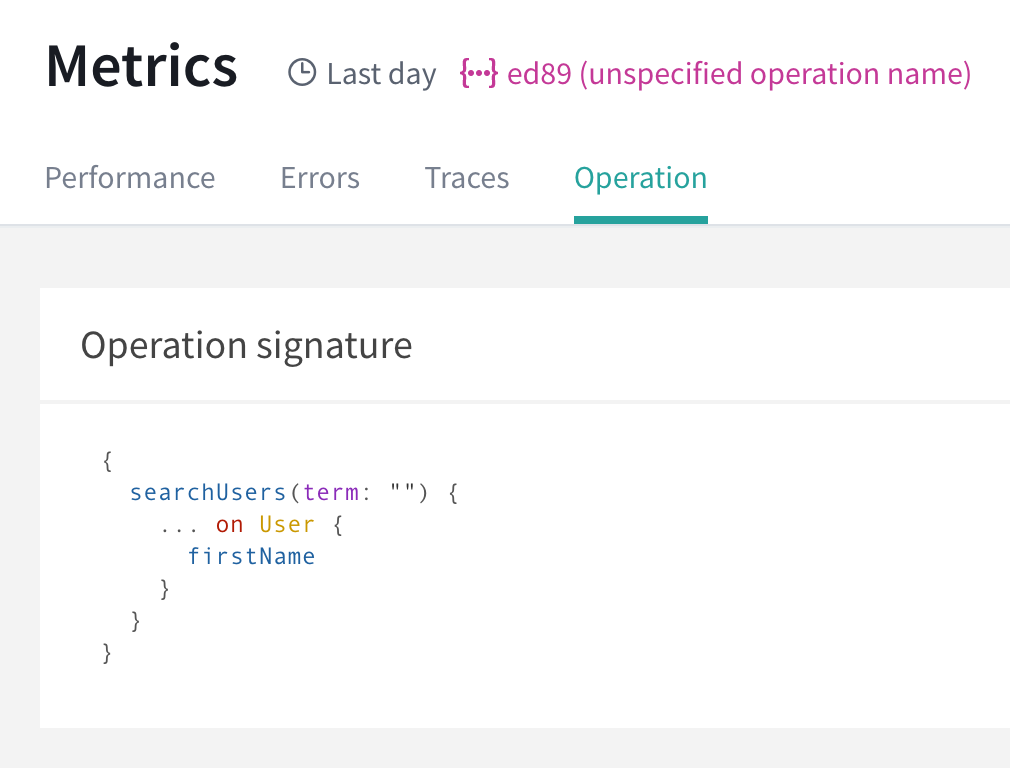 Metrics Last day {···} ed89 (unspecified operation name)
Performance Errors Traces Operation
Operation signature
{
  searchUsers(term: "") {
    ... on User {
      firstName
    }
  }
}